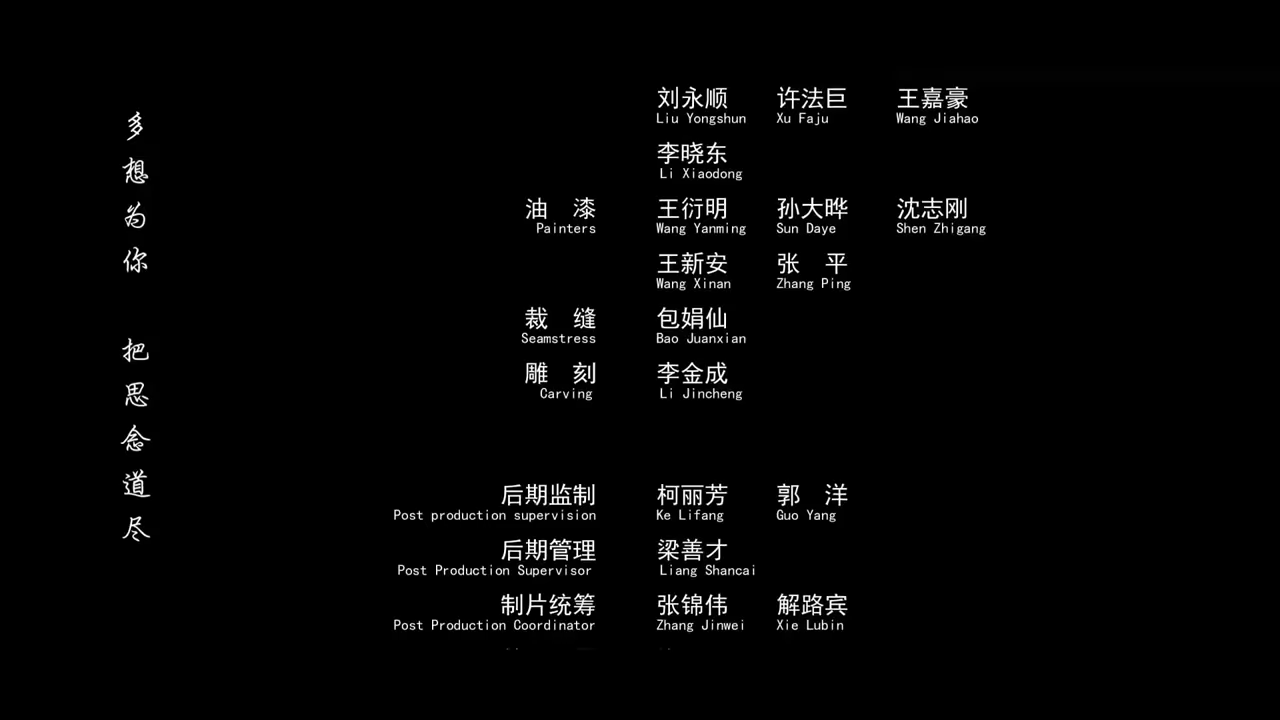 多想为你 把思念道尽
刘永顺 许法巨 王嘉豪
Liu Yongshun Xu Faju Wang Jiahao
李晓东
Li Xiaodong
油 漆 王衍明 孙大晔 沈志刚
Painters Wang Yanming Sun Daye Shen Zhigang
王新安 张 平
Wang Xinan Zhang Ping
裁 缝 包娟仙
Seamstress Bao Juanxian
雕 刻 李金成
Carving Li Jincheng
后期监制 柯丽芳 郭 洋
Post production supervision Ke Lifang Guo Yang
后期管理 梁善才
Post Production Supervisor Liang Shancai
制片统筹 张锦伟 解路宾
Post Production Coordinator Zhang Jinwei Xie Lubin